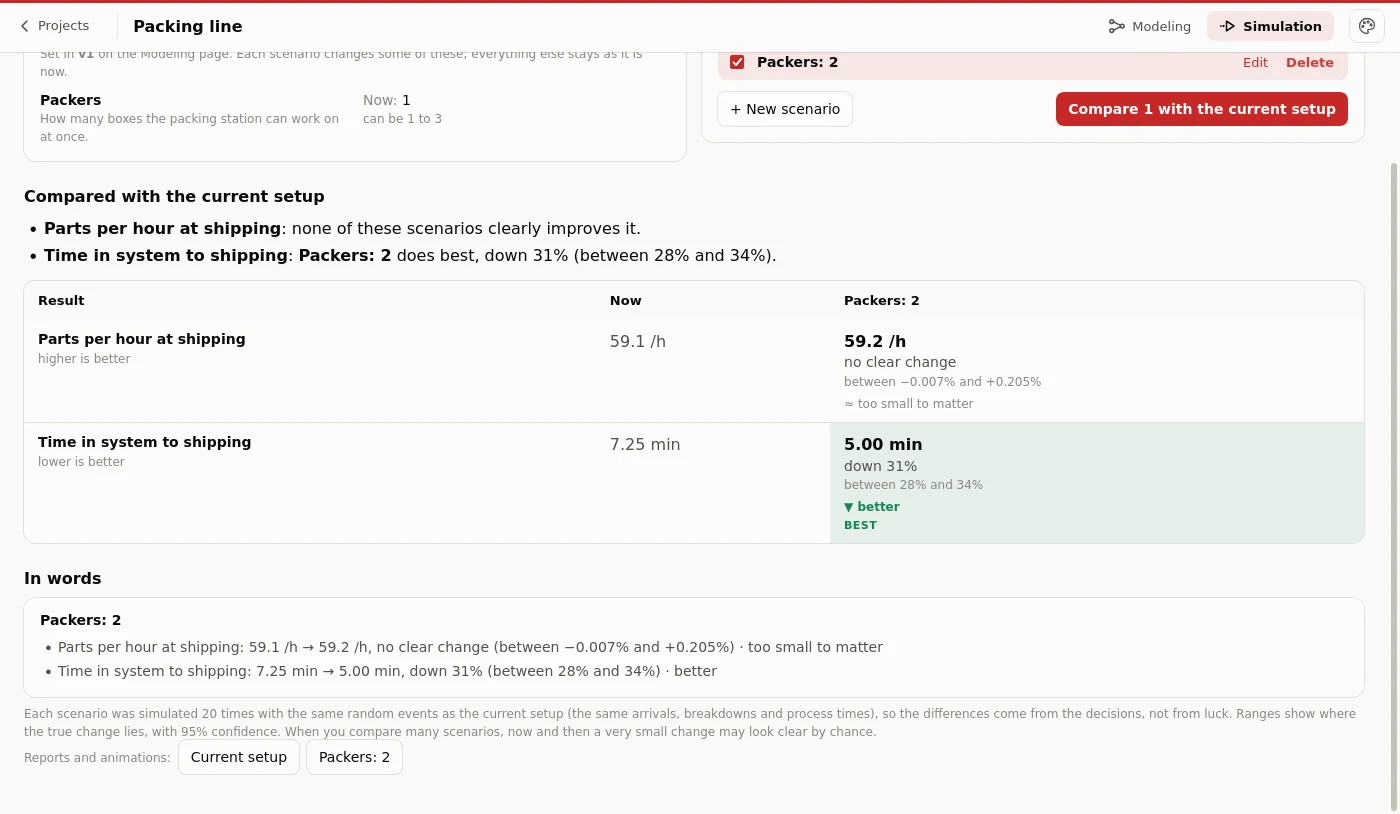 Projects
Packing line
Modeling
Simulation
Set in v1 on the Modeling page. Each scenario changes some of these; everything else stays as it is
now.
Packers
Now: 1
How many boxes the packing station can work on
at once.
can be 1 to 3
Packers: 2
Edit
Delete
+ New scenario
Compare 1 with the current setup
Compared with the current setup
• Parts per hour at shipping: none of these scenarios clearly improves it.
• Time in system to shipping: Packers: 2 does best, down 31% (between 28% and 34%).
Result
Now
Packers: 2
Parts per hour at shipping
higher is better
59.1 /h
59.2 /h
no clear change
between −0.007% and +0.205%
≈ too small to matter
Time in system to shipping
lower is better
7.25 min
5.00 min
down 31%
between 28% and 34%
▼ better
BEST
In words
Packers: 2
• Parts per hour at shipping: 59.1 /h → 59.2 /h, no clear change (between −0.007% and +0.205%) · too small to matter
• Time in system to shipping: 7.25 min → 5.00 min, down 31% (between 28% and 34%) · better
Each scenario was simulated 20 times with the same random events as the current setup (the same arrivals, breakdowns and process times), so the differences come from the decisions, not from luck. Ranges show where
the true change lies, with 95% confidence. When you compare many scenarios, now and then a very small change may look clear by chance.
Reports and animations:
Current setup
Packers: 2